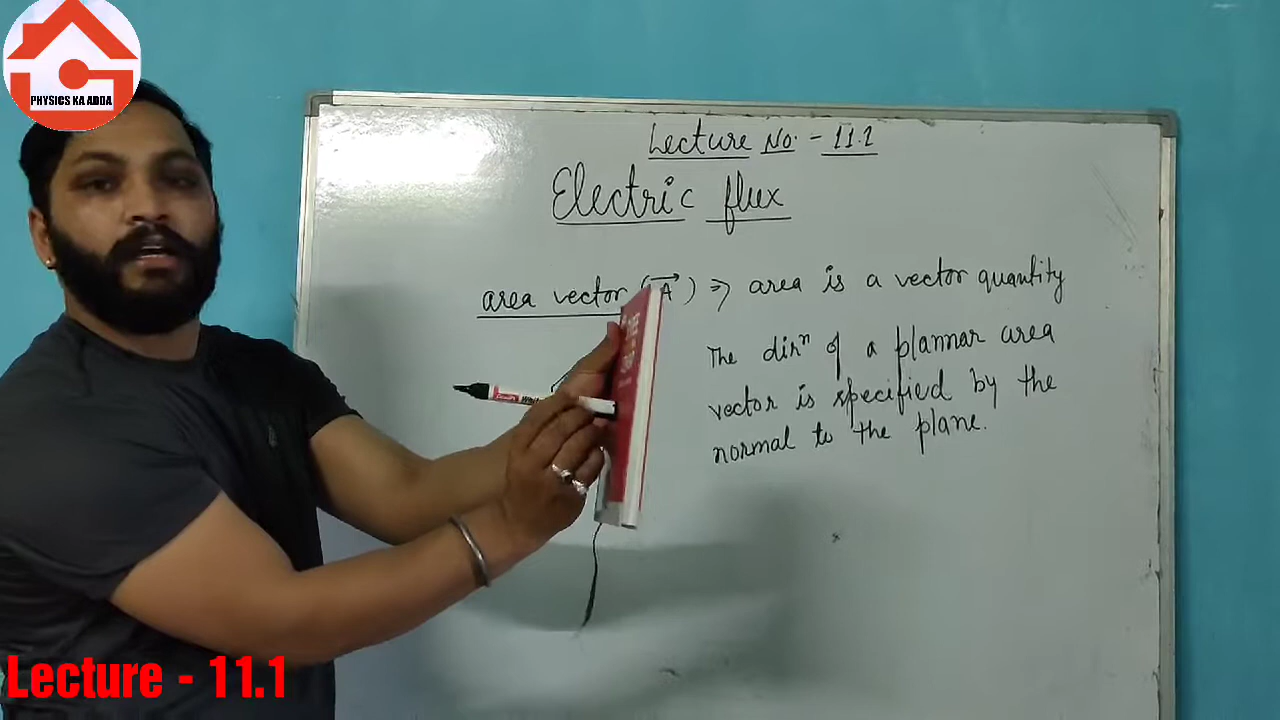 PHYSICS KA ADDA
Lecture No. - 11.1
Electric flux
area vector (A⃗) ⇒ area is a vector quantity
The dirⁿ of a plannar area
vector is specified by the
normal to the plane.
Lecture - 11.1